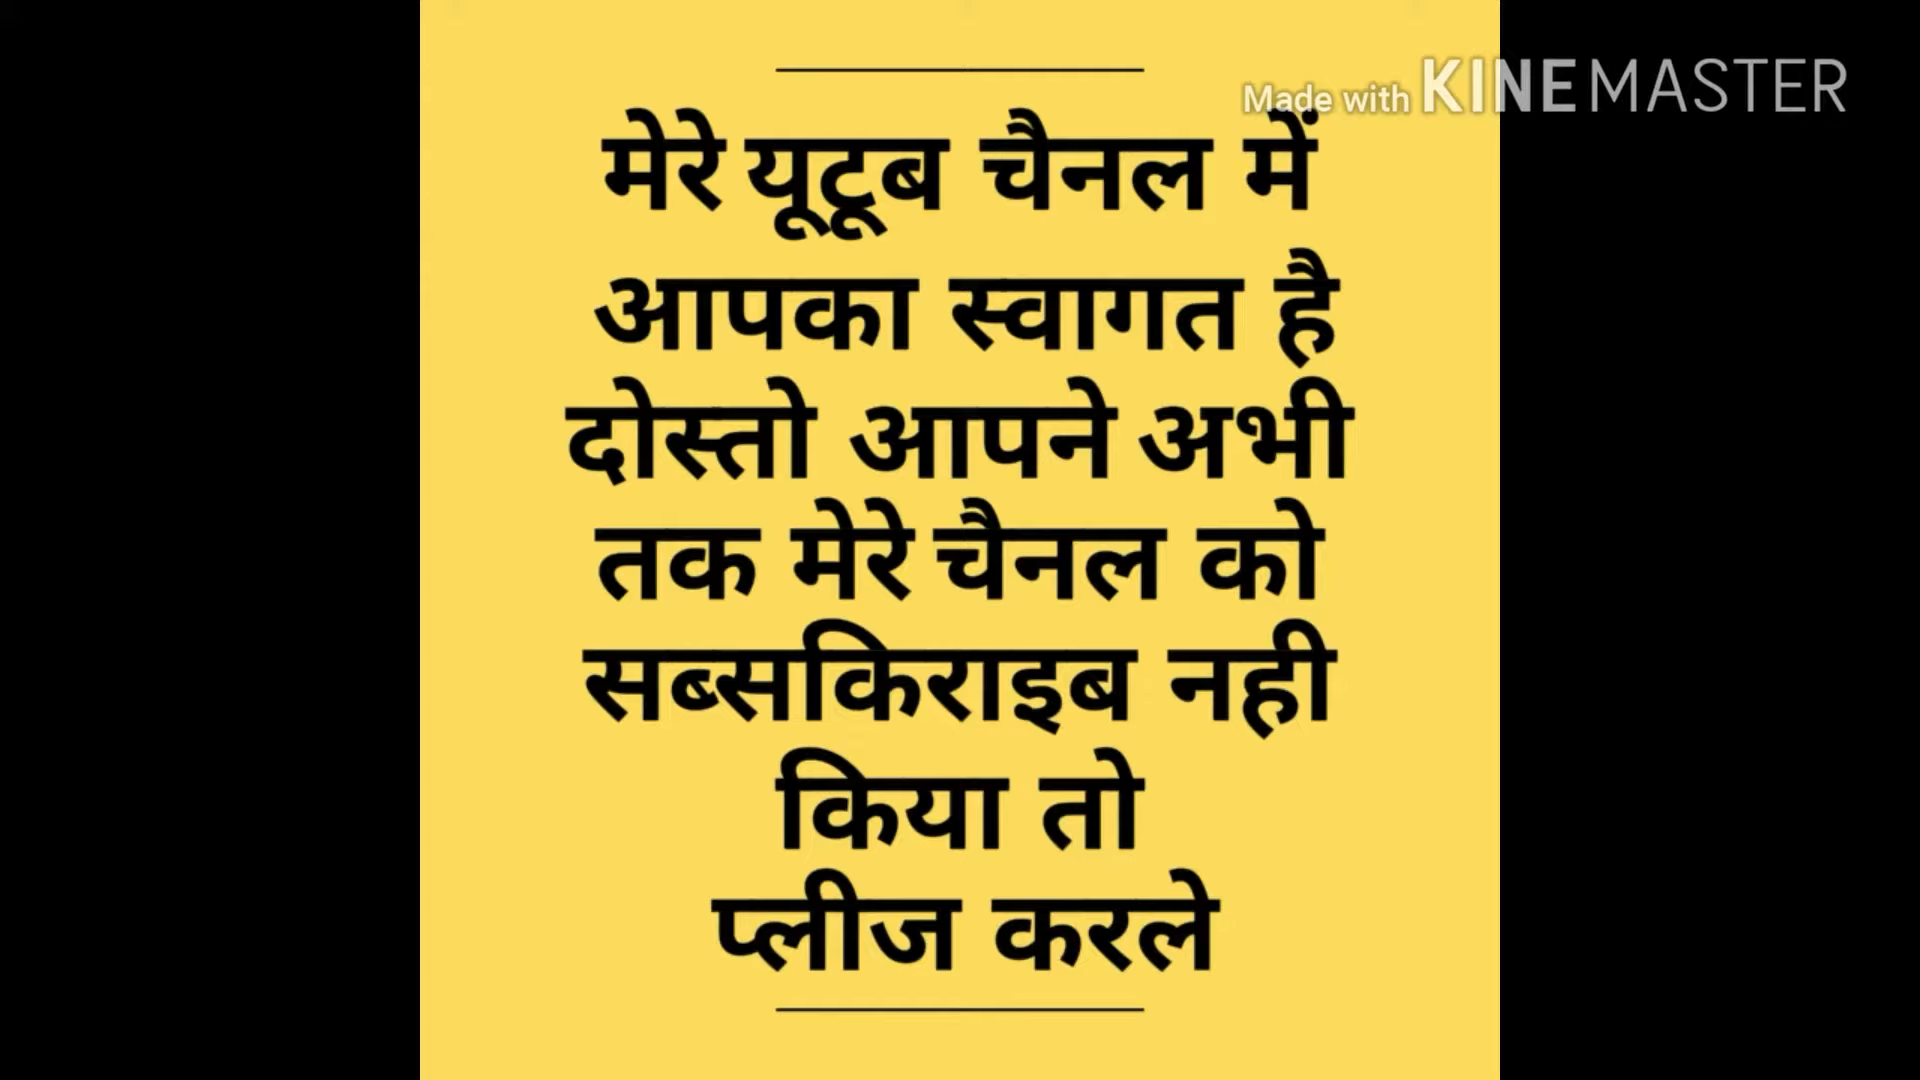 Made with KINEMASTER
मेरे यूटूब चैनल में
आपका स्वागत है
दोस्तो आपने अभी
तक मेरे चैनल को
सब्सकिराइब नही
किया तो
प्लीज करले